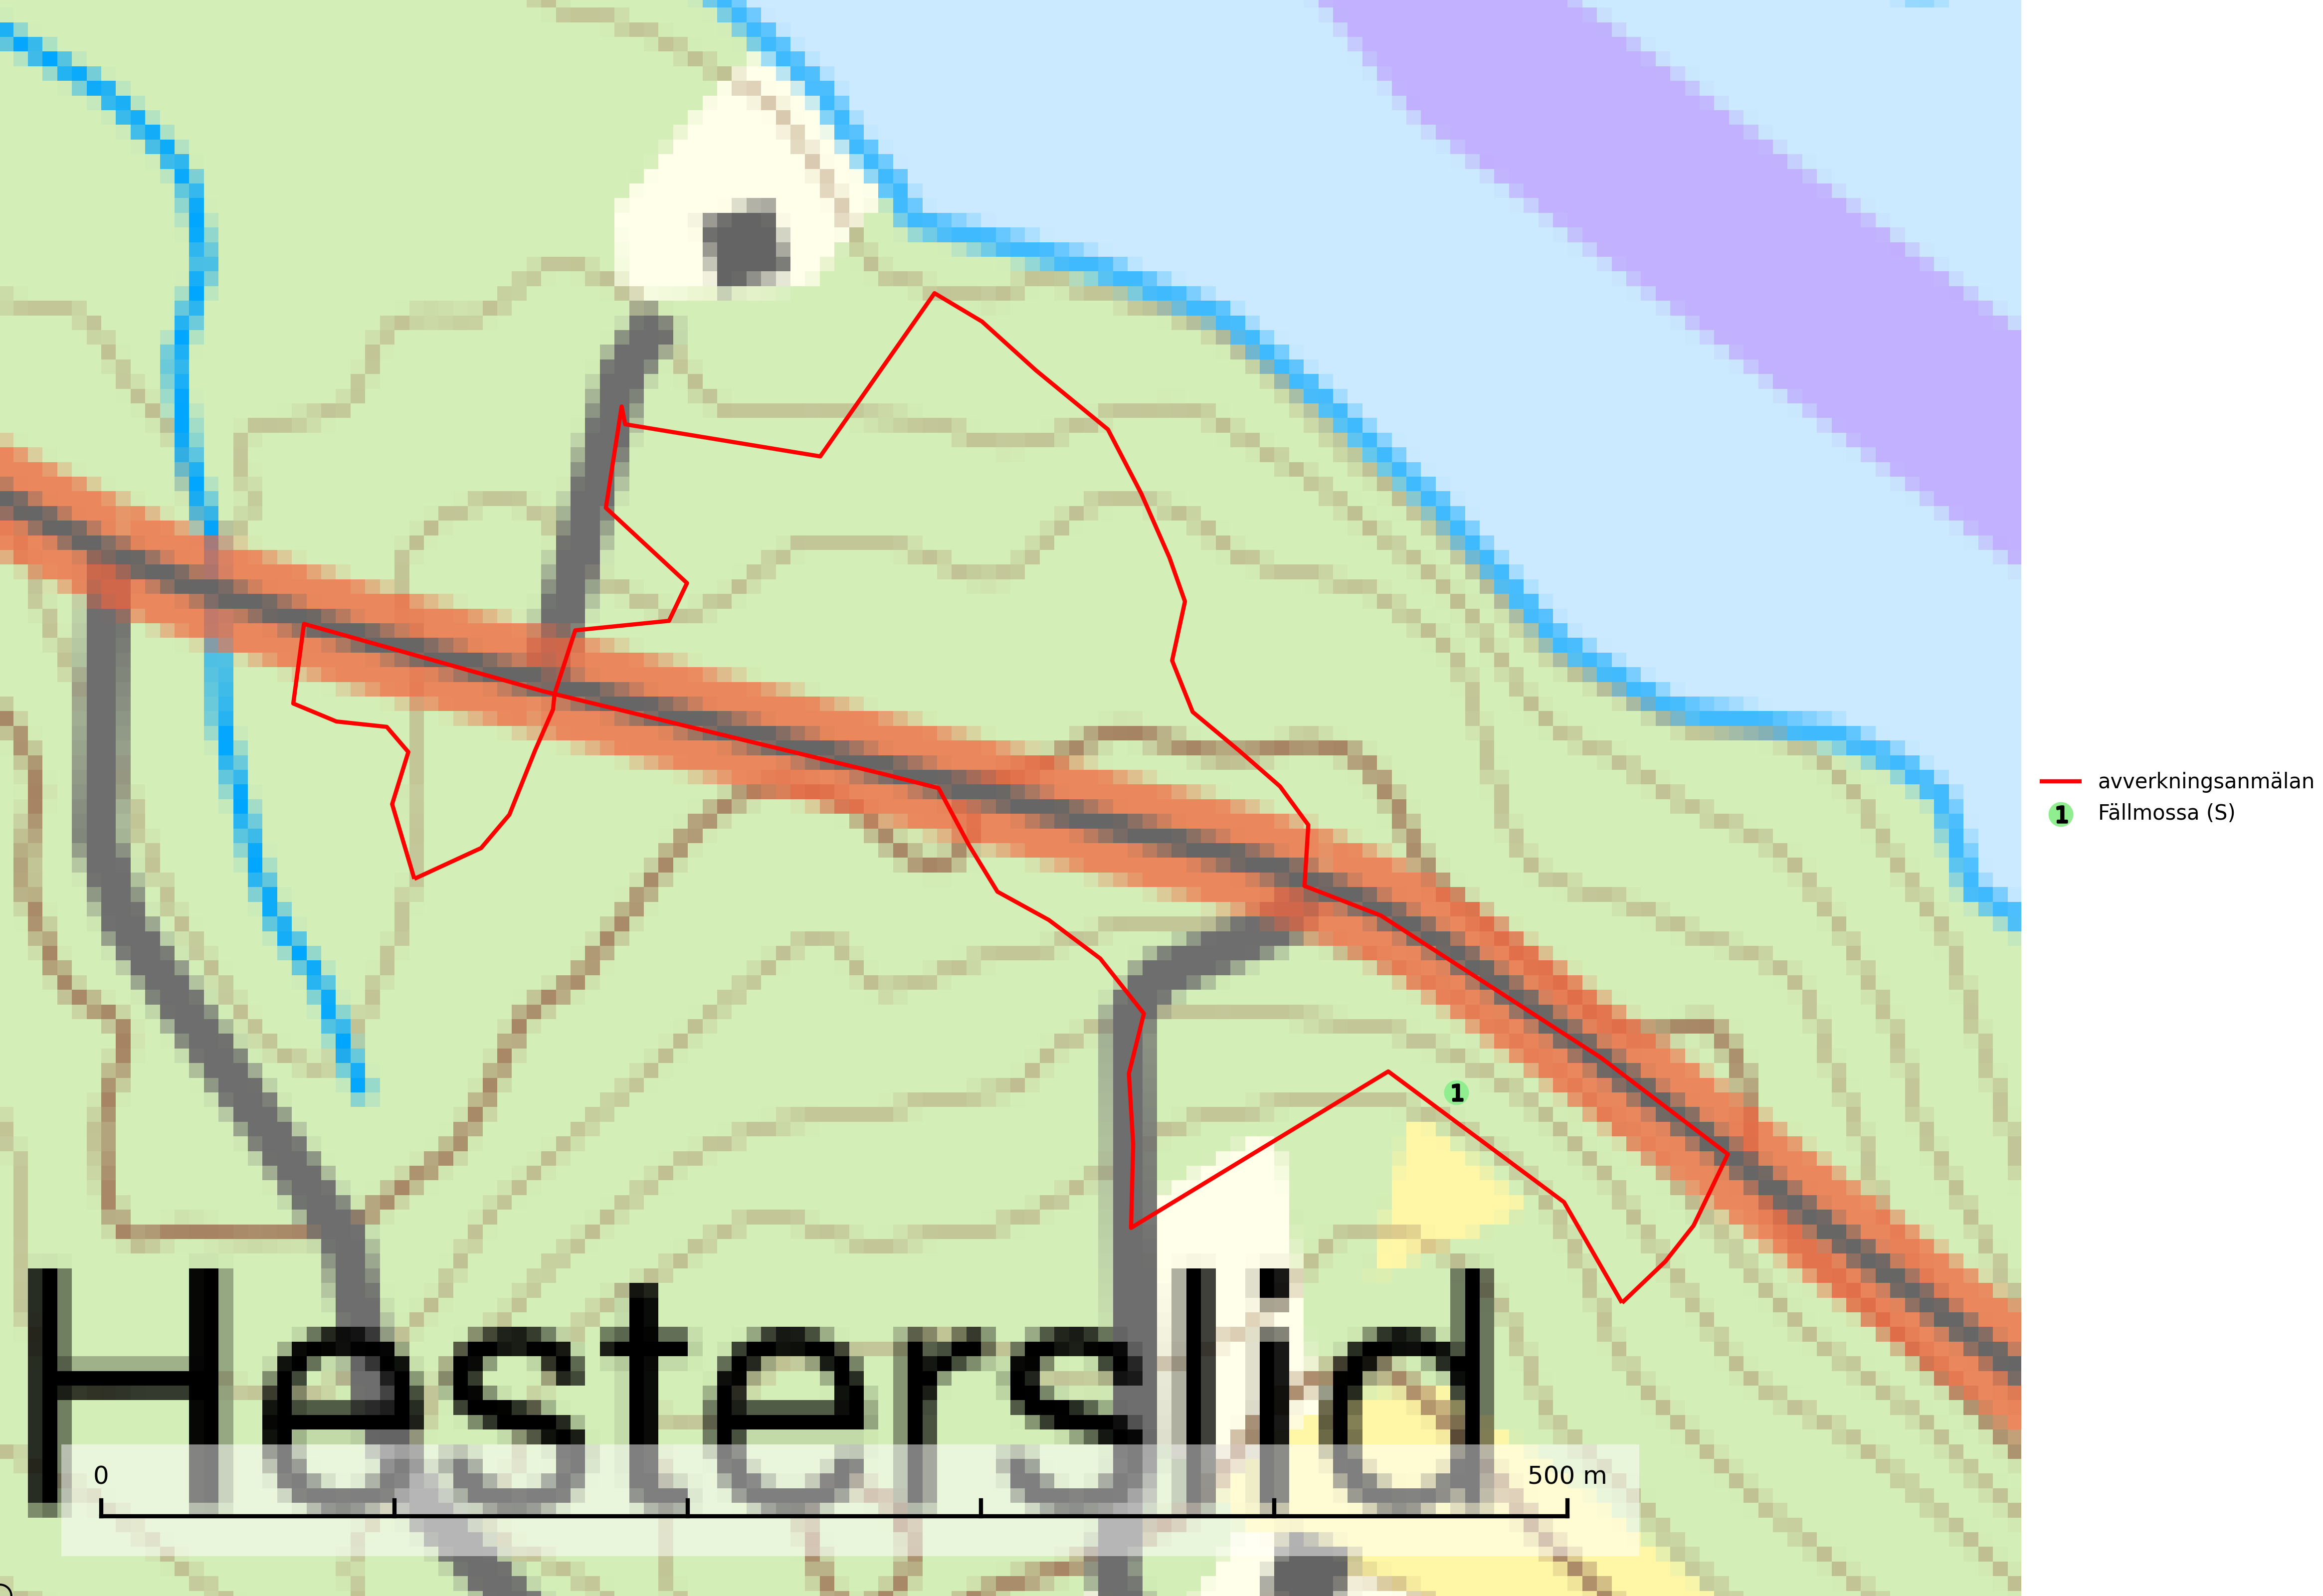 1
avverkningsanmälan
1 Fällmossa (S)
Hesterslid
0 500 m